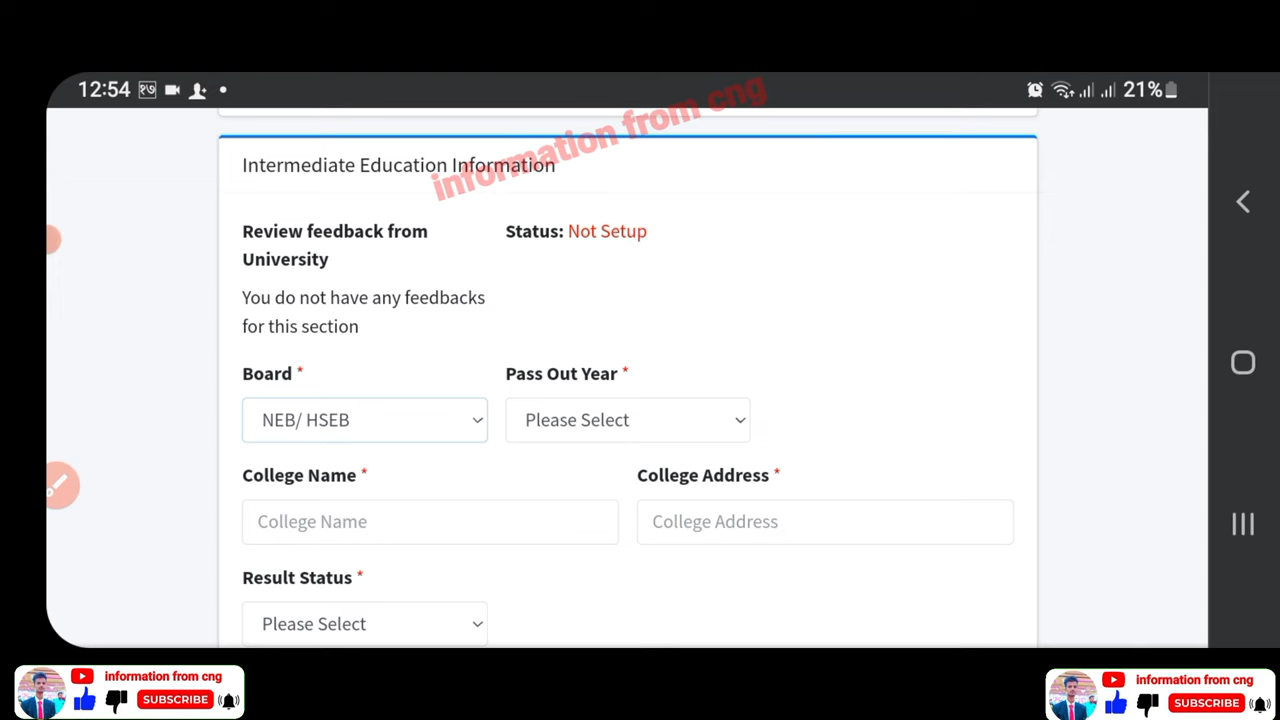 12:54
21%
information from cng
Intermediate Education Information
Review feedback from University
Status: Not Setup
You do not have any feedbacks
for this section
Board *
Pass Out Year *
NEB/ HSEB
Please Select
College Name *
College Address *
College Name
College Address
Result Status *
Please Select
information from cng
SUBSCRIBE
information from cng
SUBSCRIBE